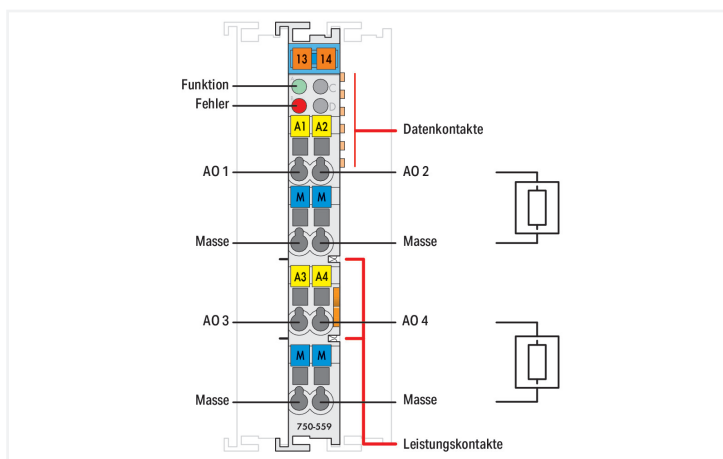 13 14
Funktion
C
Fehler
D
A1 A2
Datenkontakte
AO 1
AO 2
M M
Masse
Masse
A3 A4
AO 3
AO 4
M M
Masse
Masse
750-559
Leistungskontakte